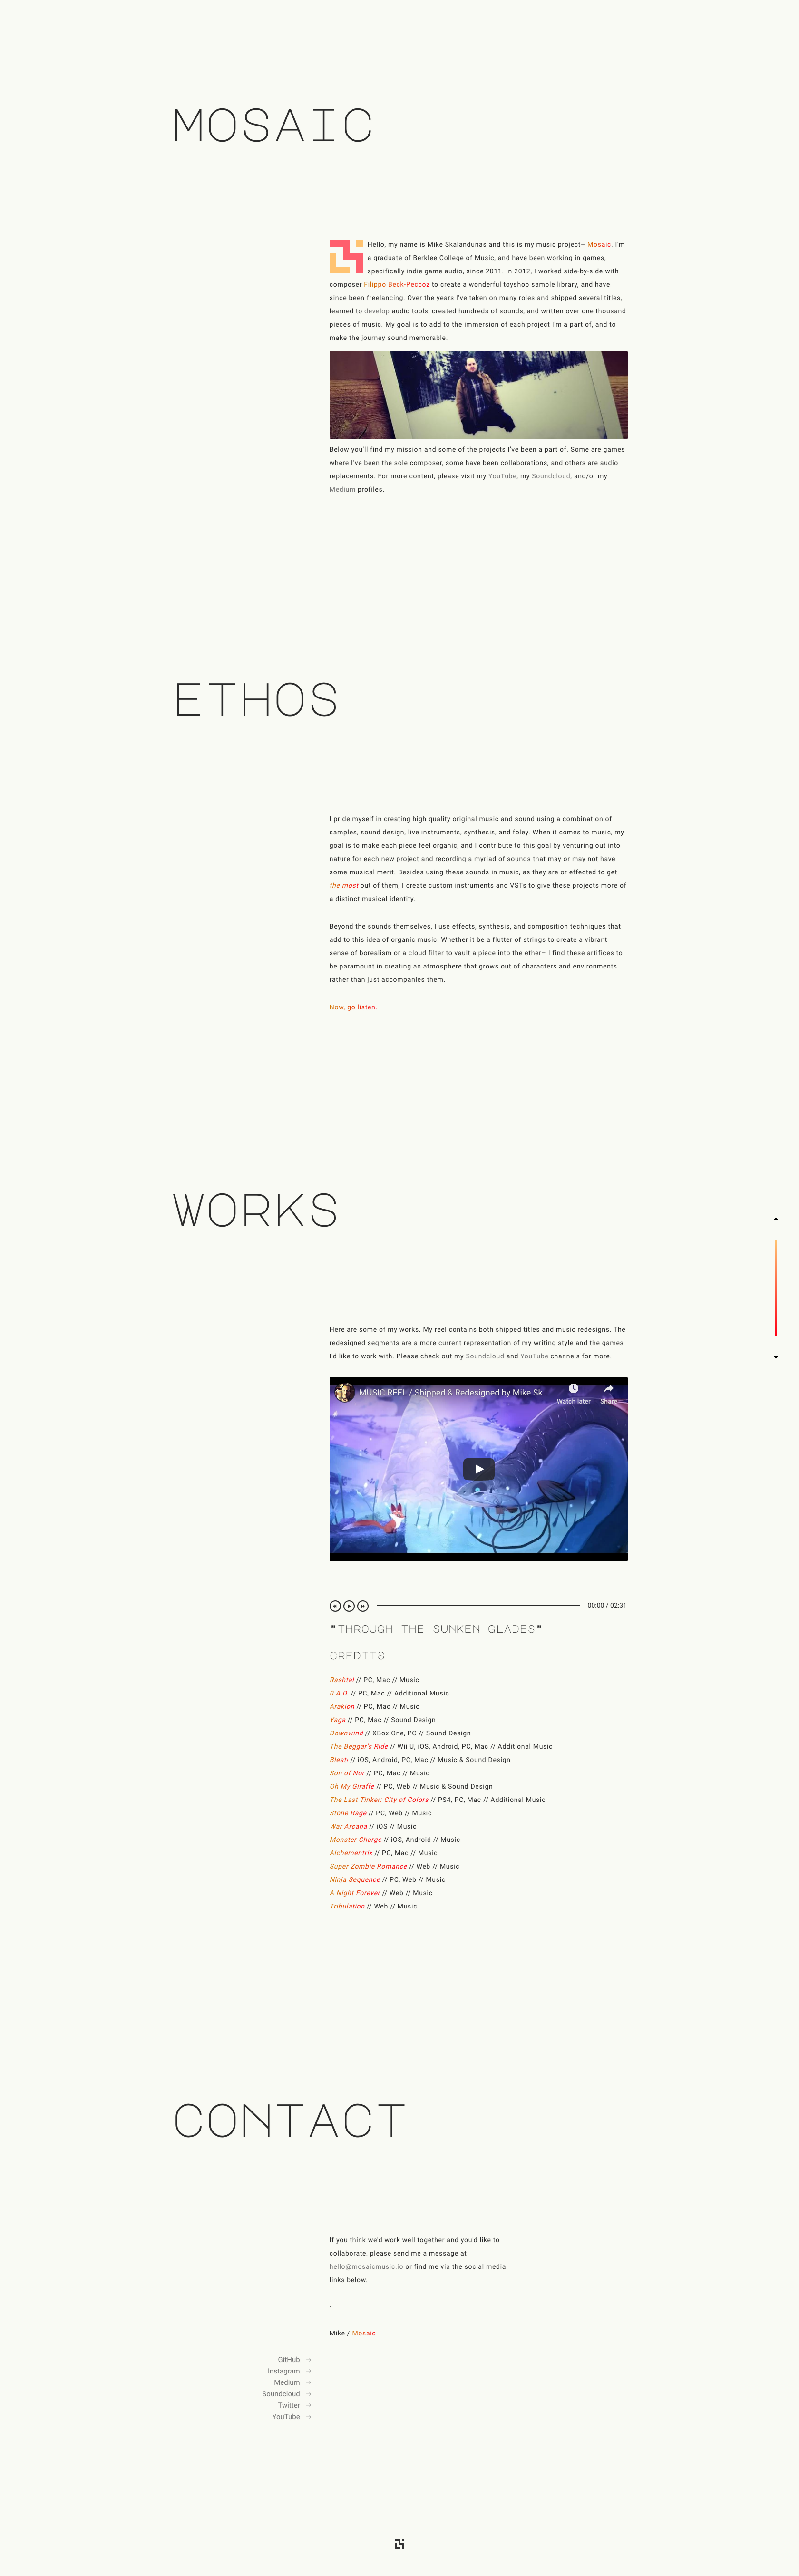 MOSAIC
Hello, my name is Mike Skalandunas and this is my music project– Mosaic. I'm
a graduate of Berklee College of Music, and have been working in games,
specifically indie game audio, since 2011. In 2012, I worked side-by-side with
composer Filippo Beck-Peccoz to create a wonderful toyshop sample library, and have
since been freelancing. Over the years I've taken on many roles and shipped several titles,
learned to develop audio tools, created hundreds of sounds, and written over one thousand
pieces of music. My goal is to add to the immersion of each project I'm a part of, and to
make the journey sound memorable.
Below you'll find my mission and some of the projects I've been a part of. Some are games
where I've been the sole composer, some have been collaborations, and others are audio
replacements. For more content, please visit my YouTube, my Soundcloud, and/or my
Medium profiles.
ETHOS
I pride myself in creating high quality original music and sound using a combination of
samples, sound design, live instruments, synthesis, and foley. When it comes to music, my
goal is to make each piece feel organic, and I contribute to this goal by venturing out into
nature for each new project and recording a myriad of sounds that may or may not have
some musical merit. Besides using these sounds in music, as they are or effected to get
the most out of them, I create custom instruments and VSTs to give these projects more of
a distinct musical identity.
Beyond the sounds themselves, I use effects, synthesis, and composition techniques that
add to this idea of organic music. Whether it be a flutter of strings to create a vibrant
sense of borealism or a cloud filter to vault a piece into the ether– I find these artifices to
be paramount in creating an atmosphere that grows out of characters and environments
rather than just accompanies them.
Now, go listen.
WORKS
Here are some of my works. My reel contains both shipped titles and music redesigns. The
redesigned segments are a more current representation of my writing style and the games
I'd like to work with. Please check out my Soundcloud and YouTube channels for more.
MUSIC REEL / Shipped & Redesigned by Mike Sk...
Watch later Share
00:00 / 02:31
"THROUGH THE SUNKEN GLADES"
CREDITS
Rashtai // PC, Mac // Music
0 A.D. // PC, Mac // Additional Music
Arakion // PC, Mac // Music
Yaga // PC, Mac // Sound Design
Downwind // XBox One, PC // Sound Design
The Beggar's Ride // Wii U, iOS, Android, PC, Mac // Additional Music
Bleat! // iOS, Android, PC, Mac // Music & Sound Design
Son of Nor // PC, Mac // Music
Oh My Giraffe // PC, Web // Music & Sound Design
The Last Tinker: City of Colors // PS4, PC, Mac // Additional Music
Stone Rage // PC, Web // Music
War Arcana // iOS // Music
Monster Charge // iOS, Android // Music
Alchementrix // PC, Mac // Music
Super Zombie Romance // Web // Music
Ninja Sequence // PC, Web // Music
A Night Forever // Web // Music
Tribulation // Web // Music
CONTACT
If you think we'd work well together and you'd like to
collaborate, please send me a message at
hello@mosaicmusic.io or find me via the social media
links below.
-
Mike / Mosaic
GitHub →
Instagram →
Medium →
Soundcloud →
Twitter →
YouTube →